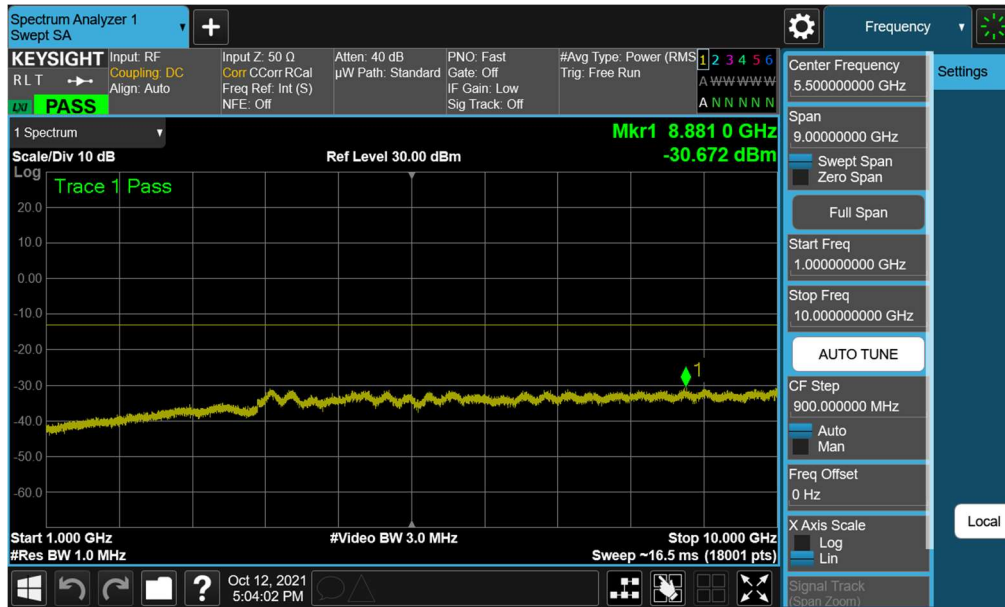 Spectrum Analyzer 1
Swept SA
+
Frequency
KEYSIGHT
R L T
LXI PASS
Input: RF
Coupling: DC
Align: Auto
Input Z: 50 Ω
Corr CCorr RCal
Freq Ref: Int (S)
NFE: Off
Atten: 40 dB
µW Path: Standard
PNO: Fast
Gate: Off
IF Gain: Low
Sig Track: Off
#Avg Type: Power (RMS
Trig: Free Run
1 2 3 4 5 6
A W W W W W
A N N N N N
1 Spectrum
Scale/Div 10 dB
Ref Level 30.00 dBm
Mkr1 8.881 0 GHz
-30.672 dBm
Log
Trace 1 Pass
20.0
10.0
0.00
-10.0
-20.0
-30.0
-40.0
-50.0
-60.0
1
Start 1.000 GHz
#Res BW 1.0 MHz
#Video BW 3.0 MHz
Stop 10.000 GHz
Sweep ~16.5 ms (18001 pts)
Center Frequency
5.500000000 GHz
Span
9.00000000 GHz
Swept Span
Zero Span
Full Span
Start Freq
1.000000000 GHz
Stop Freq
10.000000000 GHz
AUTO TUNE
CF Step
900.000000 MHz
Auto
Man
Freq Offset
0 Hz
X Axis Scale
Log
Lin
Signal Track
(Span Zoom)
Settings
Local
?
Oct 12, 2021
5:04:02 PM